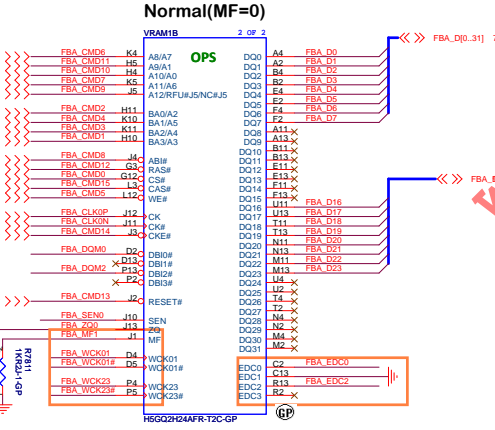 Normal(MF=0)
VRAM1B 2 OF 2
OPS
FBA_CMD6 K4 A8/A7
FBA_CMD11 H5 A9/A1
FBA_CMD10 H4 A10/A0
FBA_CMD7 K5 A11/A6
FBA_CMD9 J5 A12/RFU#J5/NC#J5
FBA_CMD2 H11 BA0/A2
FBA_CMD4 K10 BA1/A5
FBA_CMD3 K11 BA2/A4
FBA_CMD1 H10 BA3/A3
FBA_CMD8 J4 ABI#
FBA_CMD12 G3 RAS#
FBA_CMD0 G12 CS#
FBA_CMD15 L3 CAS#
FBA_CMD5 L12 WE#
FBA_CLK0P J12 CK
FBA_CLK0N J11 CK#
FBA_CMD14 J3 CKE#
FBA_DQM0 D2 DBI0#
D13 DBI1#
FBA_DQM2 P13 DBI2#
P2 DBI3#
FBA_CMD13 J2 RESET#
FBA_SEN0 J10 SEN
FBA_ZQ0 J13 ZQ
FBA_MF1 J1 MF
FBA_WCK01 D4 WCK01
FBA_WCK01# D5 WCK01#
FBA_WCK23 P4 WCK23
FBA_WCK23# P5 WCK23#
R7811
1KR2J-1-GP
DQ0 A4 FBA_D0
DQ1 A2 FBA_D1
DQ2 B4 FBA_D2
DQ3 B2 FBA_D3
DQ4 E4 FBA_D4
DQ5 E2 FBA_D5
DQ6 F4 FBA_D6
DQ7 F2 FBA_D7
DQ8 A11
DQ9 A13
DQ10 B11
DQ11 B13
DQ12 E11
DQ13 E13
DQ14 F11
DQ15 F13
DQ16 U11 FBA_D16
DQ17 U13 FBA_D17
DQ18 T11 FBA_D18
DQ19 T13 FBA_D19
DQ20 N11 FBA_D20
DQ21 N13 FBA_D21
DQ22 M11 FBA_D22
DQ23 M13 FBA_D23
DQ24 U4
DQ25 U2
DQ26 T4
DQ27 T2
DQ28 N4
DQ29 N2
DQ30 M4
DQ31 M2
EDC0 C2 FBA_EDC0
EDC1 C13
EDC2 R13 FBA_EDC2
EDC3 R2
FBA_D[0..31] 7
H5GQ2H24AFR-T2C-GP
GP